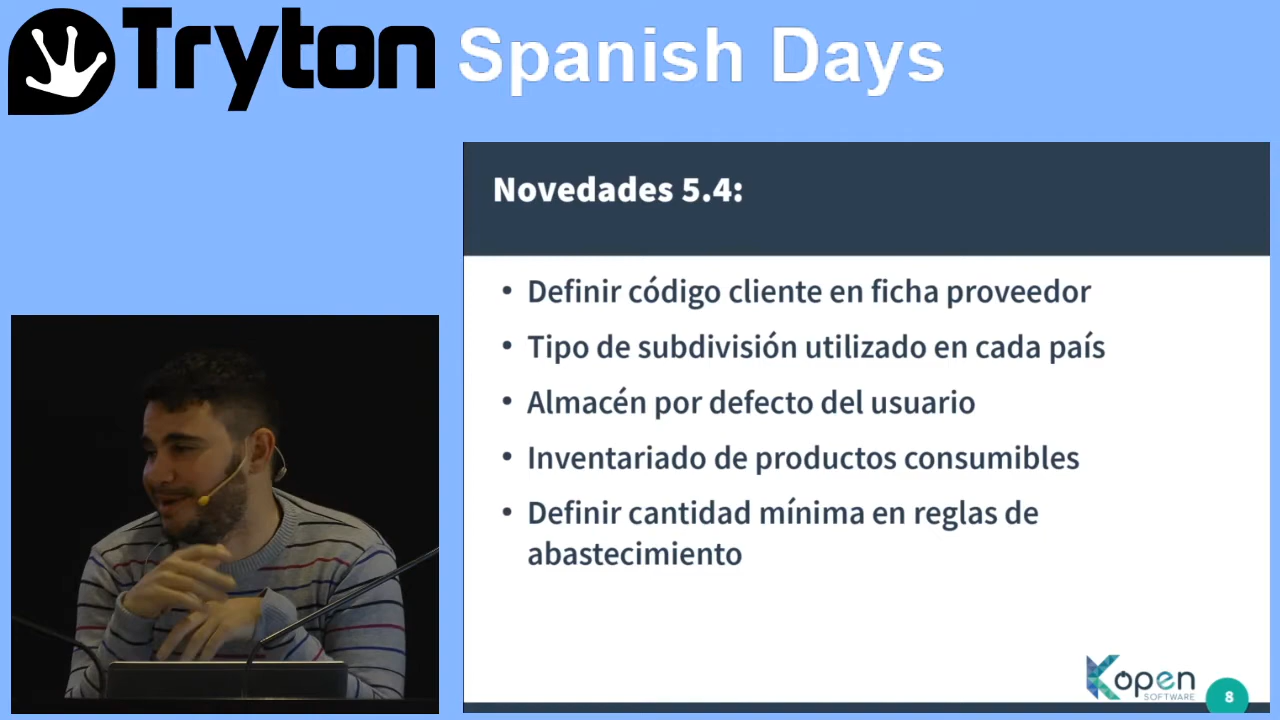 Tryton Spanish Days
Novedades 5.4:
• Definir código cliente en ficha proveedor
• Tipo de subdivisión utilizado en cada país
• Almacén por defecto del usuario
• Inventariado de productos consumibles
• Definir cantidad mínima en reglas de
abastecimiento
Kopen
SOFTWARE
8